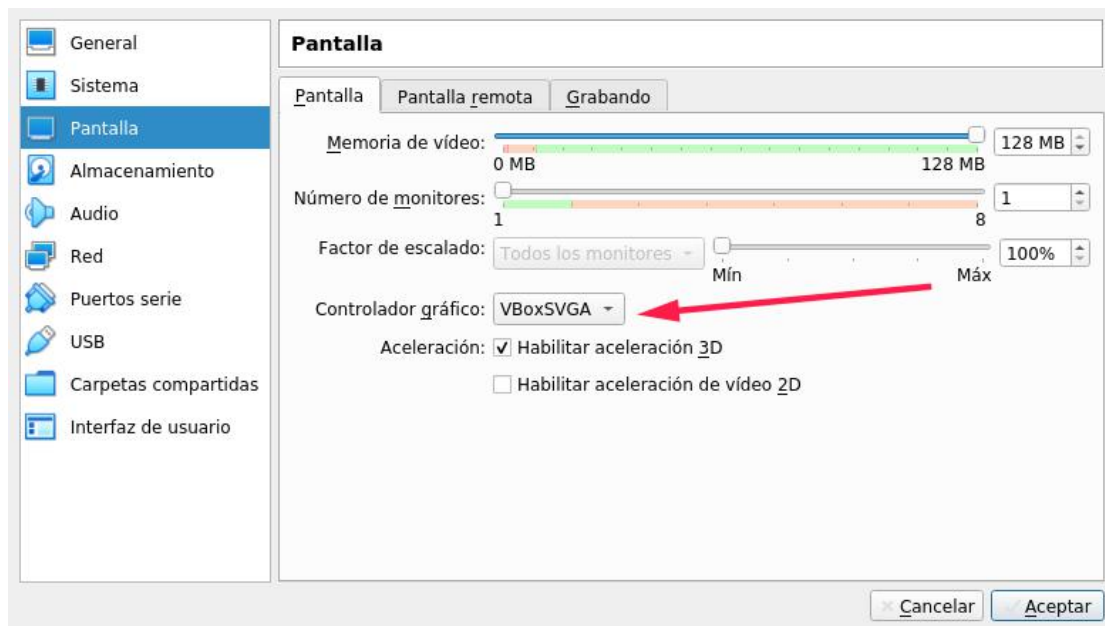 General
Sistema
Pantalla
Almacenamiento
Audio
Red
Puertos serie
USB
Carpetas compartidas
Interfaz de usuario
Pantalla
Pantalla Pantalla remota Grabando
Memoria de vídeo: 128 MB
0 MB 128 MB
Número de monitores: 1
1 8
Factor de escalado: Todos los monitores 100%
Mín Máx
Controlador gráfico: VBoxSVGA
Aceleración: Habilitar aceleración 3D
Habilitar aceleración de vídeo 2D
Cancelar Aceptar